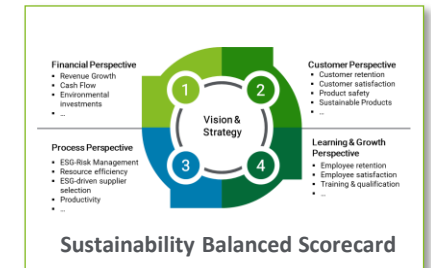 Financial Perspective
• Revenue Growth
• Cash Flow
• Environmental
investments
• ...
Customer Perspective
• Customer retention
• Customer satisfaction
• Product safety
• Sustainable Products
• ...
1
2
Vision &
Strategy
3
4
Process Perspective
• ESG-Risk Management
• Resource efficiency
• ESG-driven supplier
selection
• Productivity
• ...
Learning & Growth
Perspective
• Employee retention
• Employee satisfaction
• Training & qualification
• ...
Sustainability Balanced Scorecard